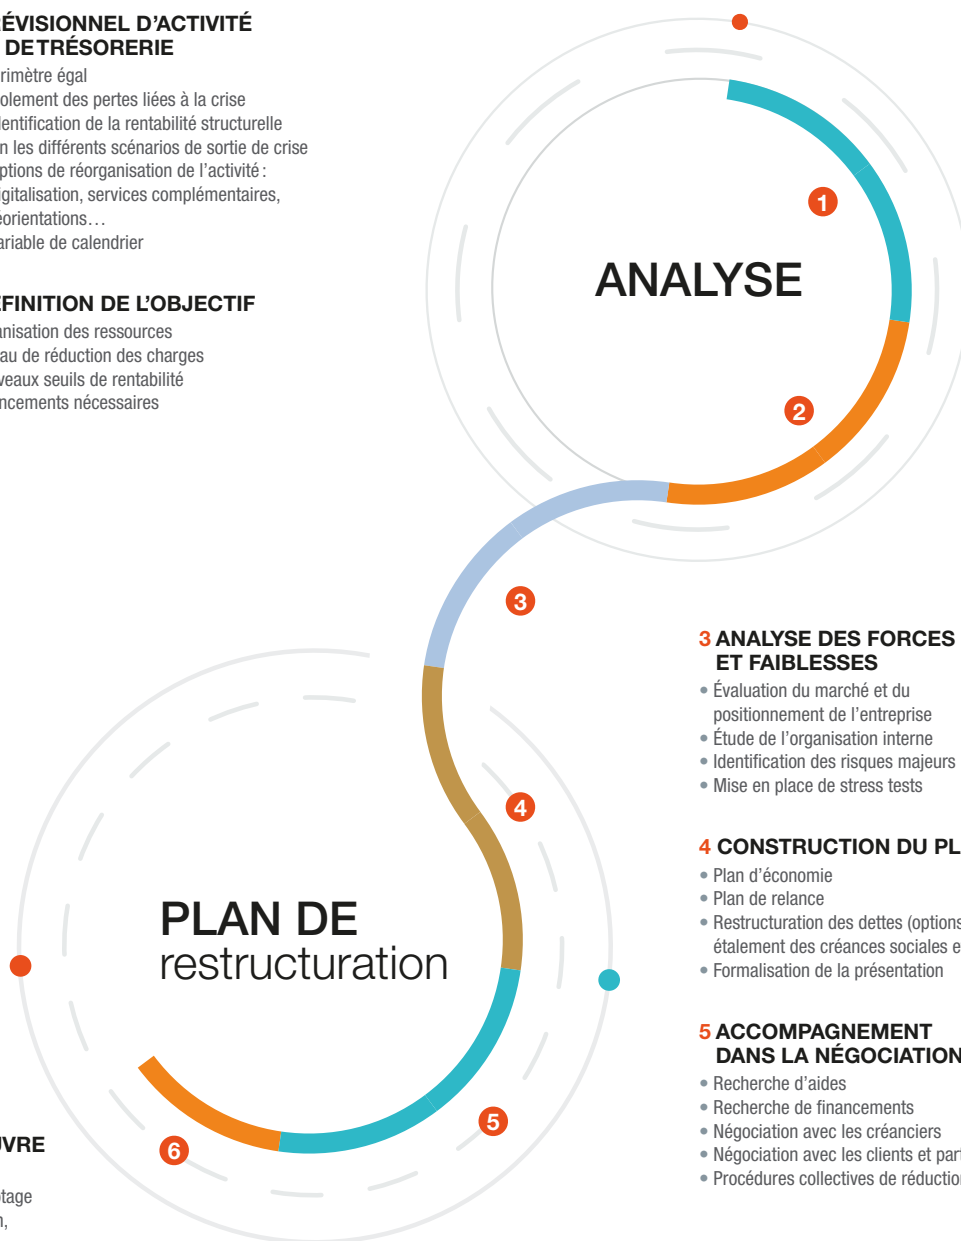 RÉVISIONNEL D'ACTIVITÉ
DE TRÉSORERIE
rimètre égal
olement des pertes liées à la crise
entification de la rentabilité structurelle
n les différents scénarios de sortie de crise
ptions de réorganisation de l'activité :
igitalisation, services complémentaires,
éorientations...
ariable de calendrier
ÉFINITION DE L'OBJECTIF
anisation des ressources
au de réduction des charges
veaux seuils de rentabilité
ncements nécessaires
ANALYSE
1
2
3
3 ANALYSE DES FORCES
ET FAIBLESSES
• Évaluation du marché et du
positionnement de l'entreprise
• Étude de l'organisation interne
• Identification des risques majeurs
• Mise en place de stress tests
4
4 CONSTRUCTION DU PL
• Plan d'économie
• Plan de relance
• Restructuration des dettes (options
étalement des créances sociales e
• Formalisation de la présentation
PLAN DE
restructuration
5 ACCOMPAGNEMENT
DANS LA NÉGOCIATION
• Recherche d'aides
• Recherche de financements
• Négociation avec les créanciers
• Négociation avec les clients et part
• Procédures collectives de réduction
5
6
UVRE
otage
n,